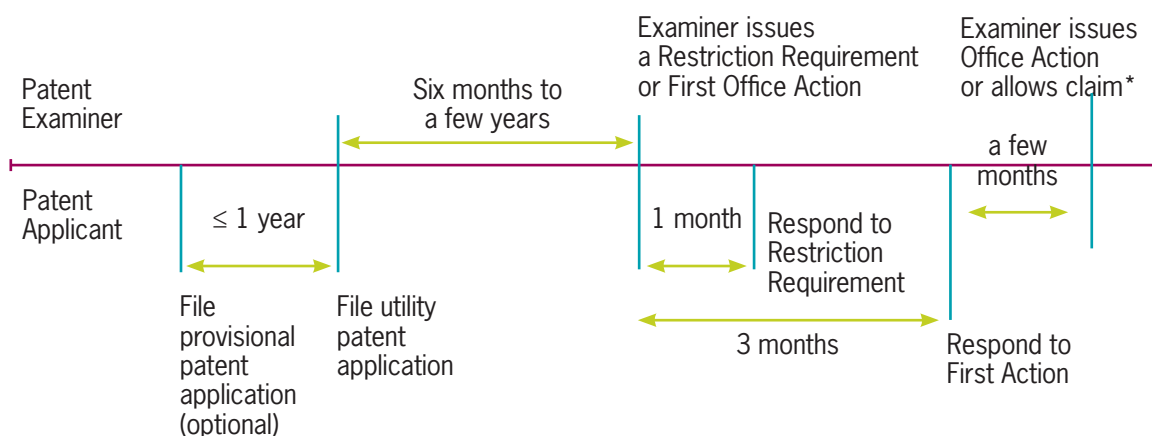 Examiner issues
a Restriction Requirement
or First Office Action
Examiner issues
Office Action
or allows claim*
Patent
Examiner
Six months to
a few years
a few
months
Patent
Applicant
≤ 1 year
1 month
Respond to
Restriction
Requirement
File
provisional
patent
application
(optional)
File utility
patent
application
3 months
Respond to
First Action